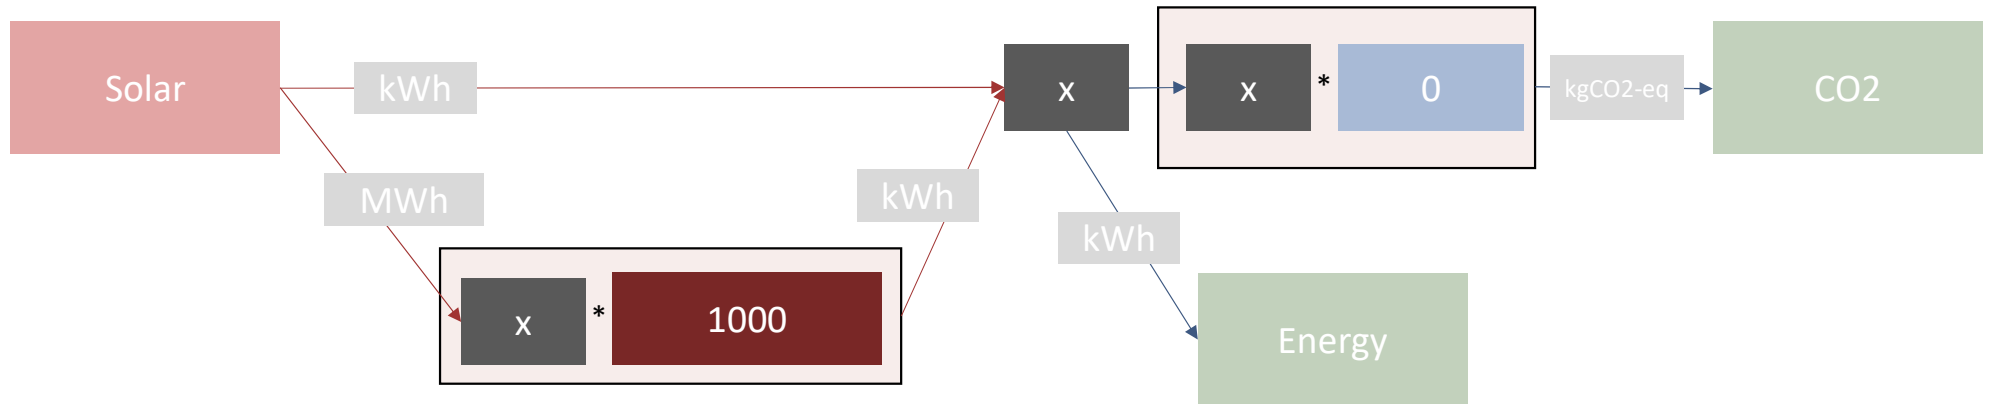 Solar
kWh
x
x * 0
kgCO2-eq
CO2
MWh
kWh
kWh
x * 1000
Energy